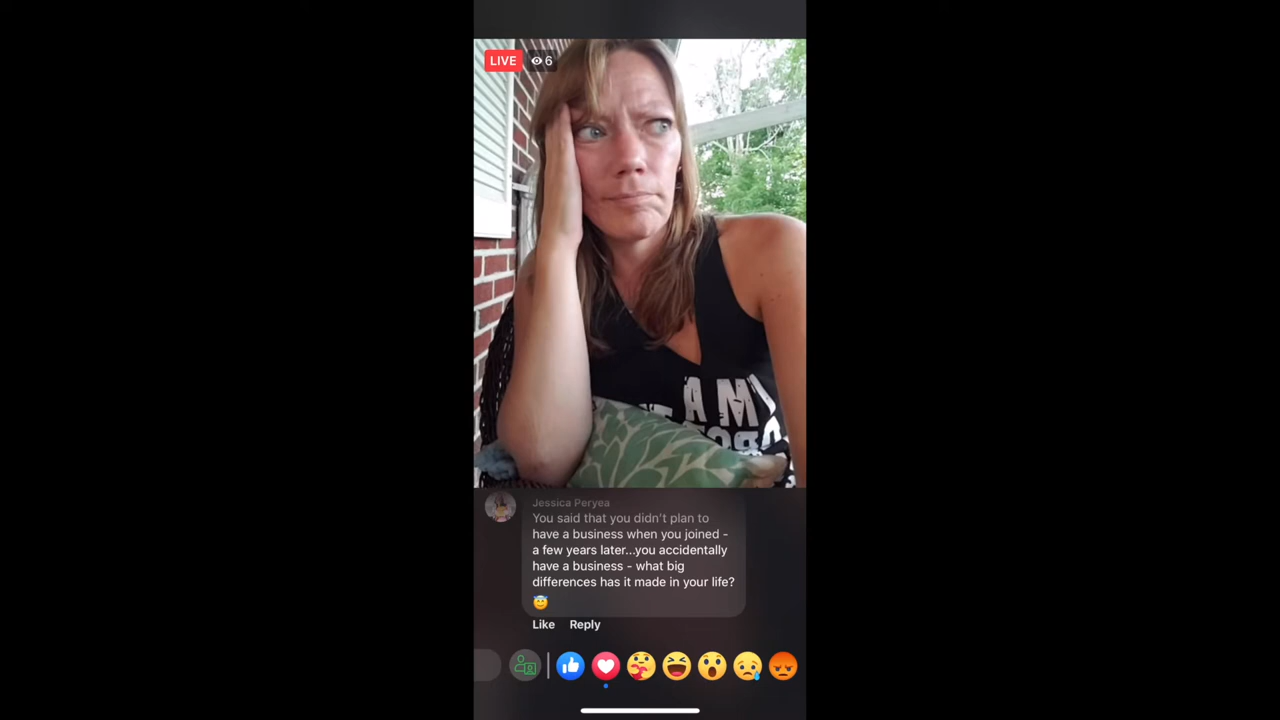 LIVE 6
AM I
Jessica Peryea
You said that you didn't plan to
have a business when you joined -
a few years later...you accidentally
have a business - what big
differences has it made in your life?
😇
Like Reply